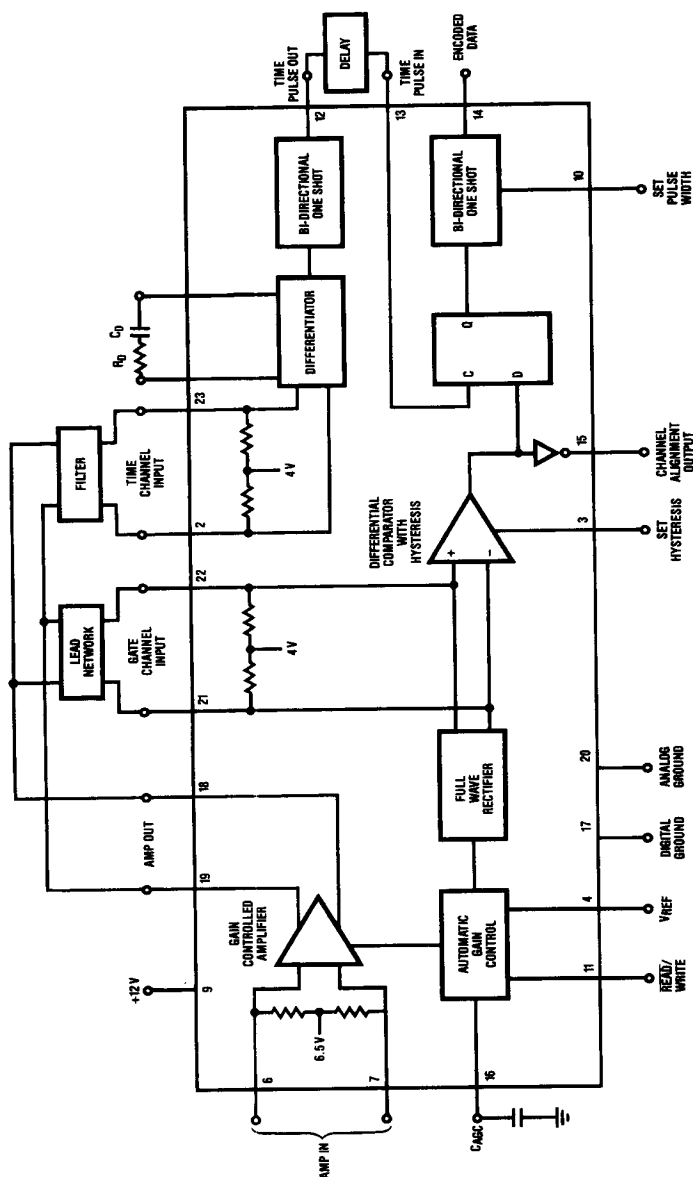 DELAY
TIME
PULSE OUT
TIME
PULSE IN
ENCODED
DATA
12
13
14
BI-DIRECTIONAL
ONE SHOT
BI-DIRECTIONAL
ONE SHOT
10
SET
PULSE
WIDTH
CD
RD
DIFFERENTIATOR
Q
C
D
23
FILTER
TIME
CHANNEL
INPUT
4V
2
15
CHANNEL
ALIGNMENT
OUTPUT
DIFFERENTIAL
COMPARATOR
WITH
HYSTERESIS
+
−
3
SET
HYSTERESIS
22
LEAD
NETWORK
GATE
CHANNEL
INPUT
4V
21
FULL
WAVE
RECTIFIER
20
ANALOG
GROUND
17
DIGITAL
GROUND
18
AMP OUT
19
GAIN
CONTROLLED
AMPLIFIER
AUTOMATIC
GAIN
CONTROL
4
VREF
11
READ/
WRITE
+12V
9
6.5V
6
7
AMP IN
16
CAGC